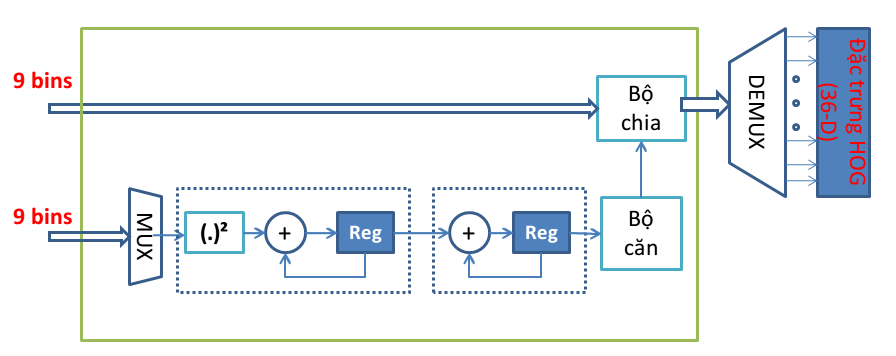 9 bins
Bộ
chia
DEMUX
Đặc trưng HOG
(36-D)
9 bins
MUX
(.)²
+
Reg
+
Reg
Bộ
căn